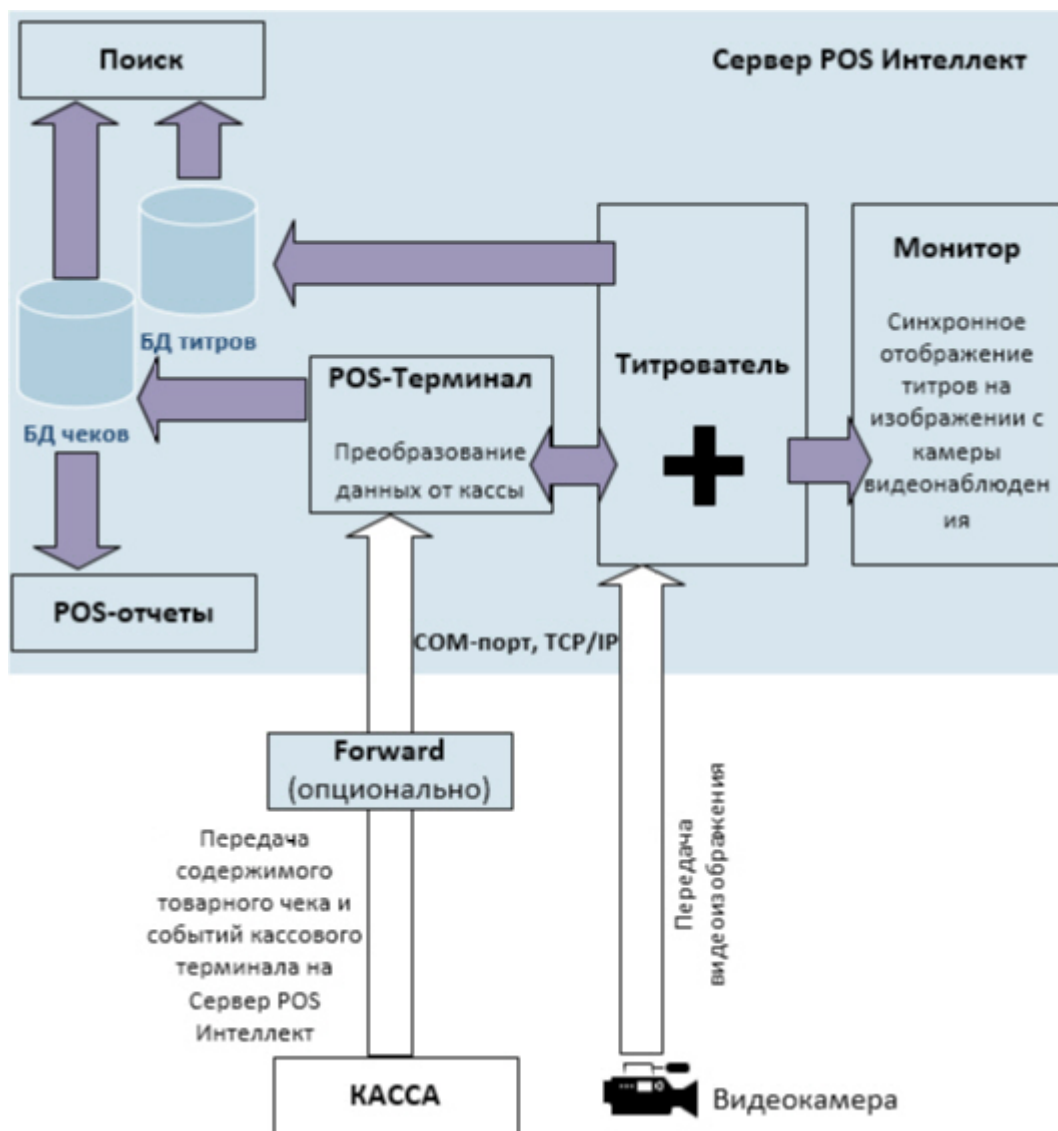 Поиск
Сервер POS Интеллект
БД титров
БД чеков
POS-Терминал
Преобразование
данных от кассы
Титрователь
Монитор
Синхронное
отображение
титров на
изображении с
камеры
видеонаблюден
ия
POS-отчеты
COM-порт, TCP/IP
Forward
(опционально)
Передача
содержимого
товарного чека и
событий кассового
терминала на
Сервер POS
Интеллект
Передача
видеоизображения
КАССА
Видеокамера